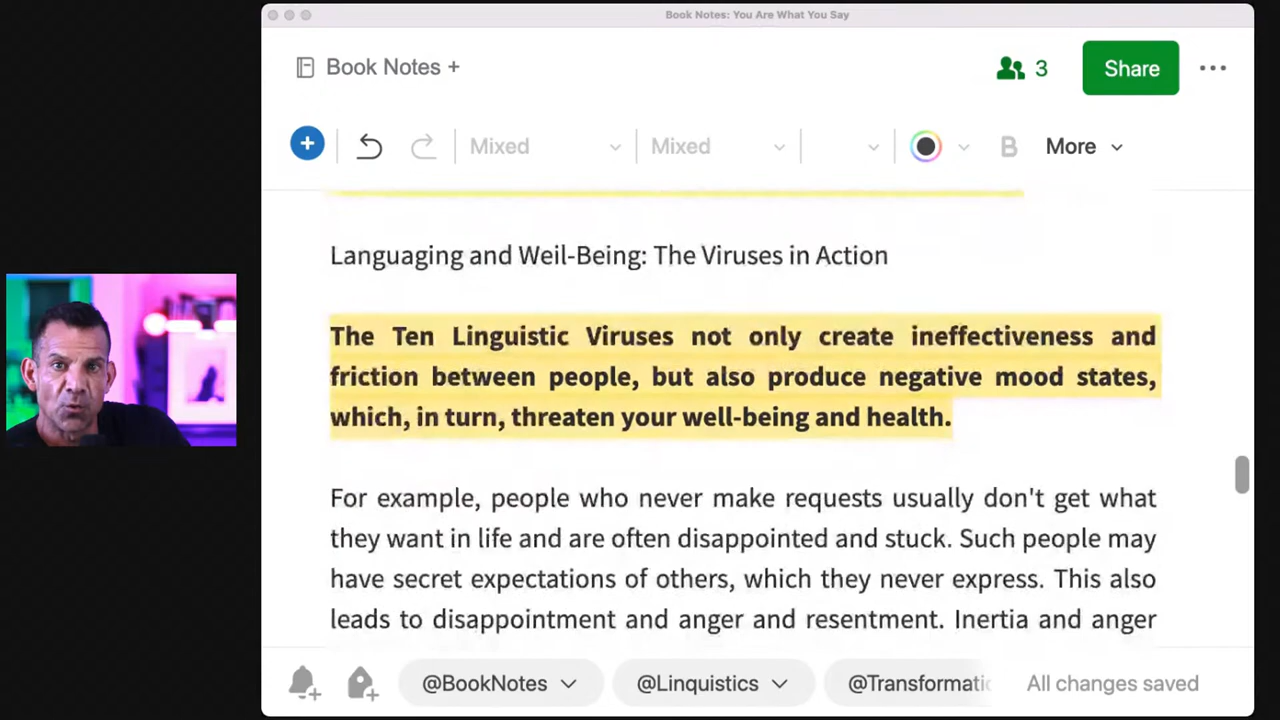 Book Notes: You Are What You Say
Book Notes +
3
Share
Mixed
Mixed
B
More
Languaging and Weil-Being: The Viruses in Action
The Ten Linguistic Viruses not only create ineffectiveness and
friction between people, but also produce negative mood states,
which, in turn, threaten your well-being and health.
For example, people who never make requests usually don't get what
they want in life and are often disappointed and stuck. Such people may
have secret expectations of others, which they never express. This also
leads to disappointment and anger and resentment. Inertia and anger
@BookNotes
@Linquistics
@Transformatic
All changes saved